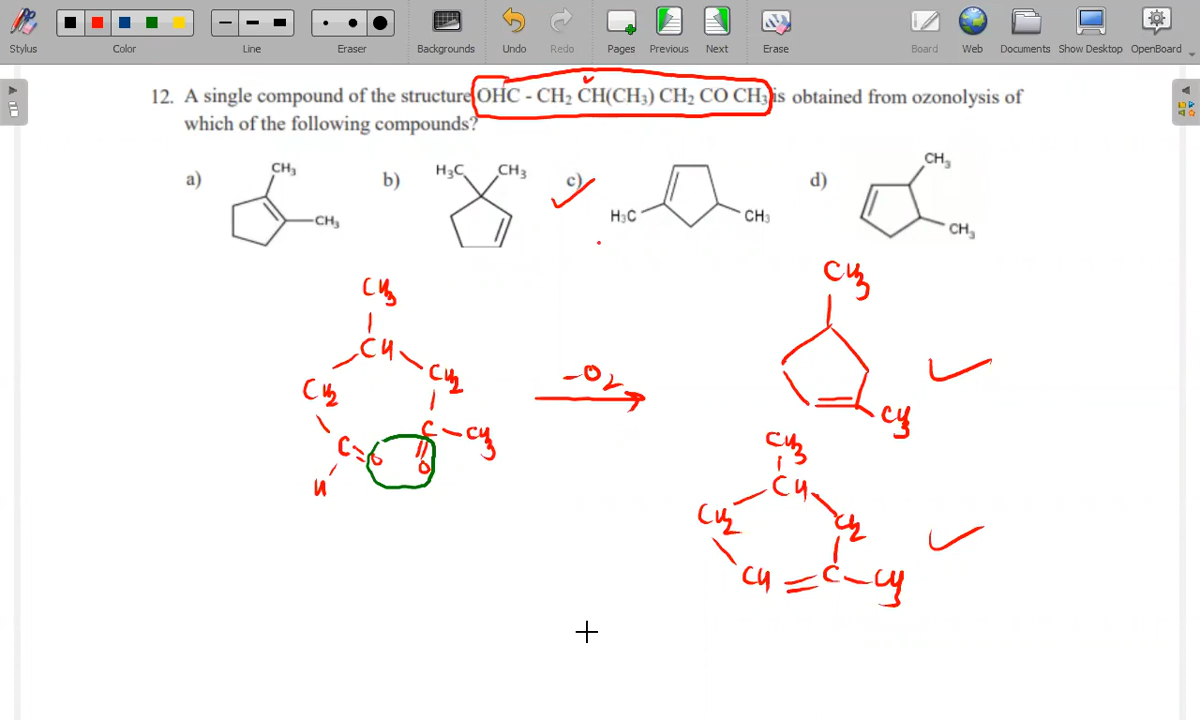 Stylus Color Line Eraser Backgrounds Undo Redo Pages Previous Next Erase Board Web Documents Show Desktop OpenBoard
12. A single compound of the structure OHC - CH₂ CH(CH₃) CH₂ CO CH₃ is obtained from ozonolysis of
which of the following compounds?
a) CH₃ CH₃ b) H₃C CH₃ c) H₃C CH₃ d) CH₃ CH₃
CH₃
CH
CH₂ CH₂
C C CH₃
O O
H
-O₂
CH₃
CH₃
CH₃
CH
CH₂ CH₂
CH = C - CH₃